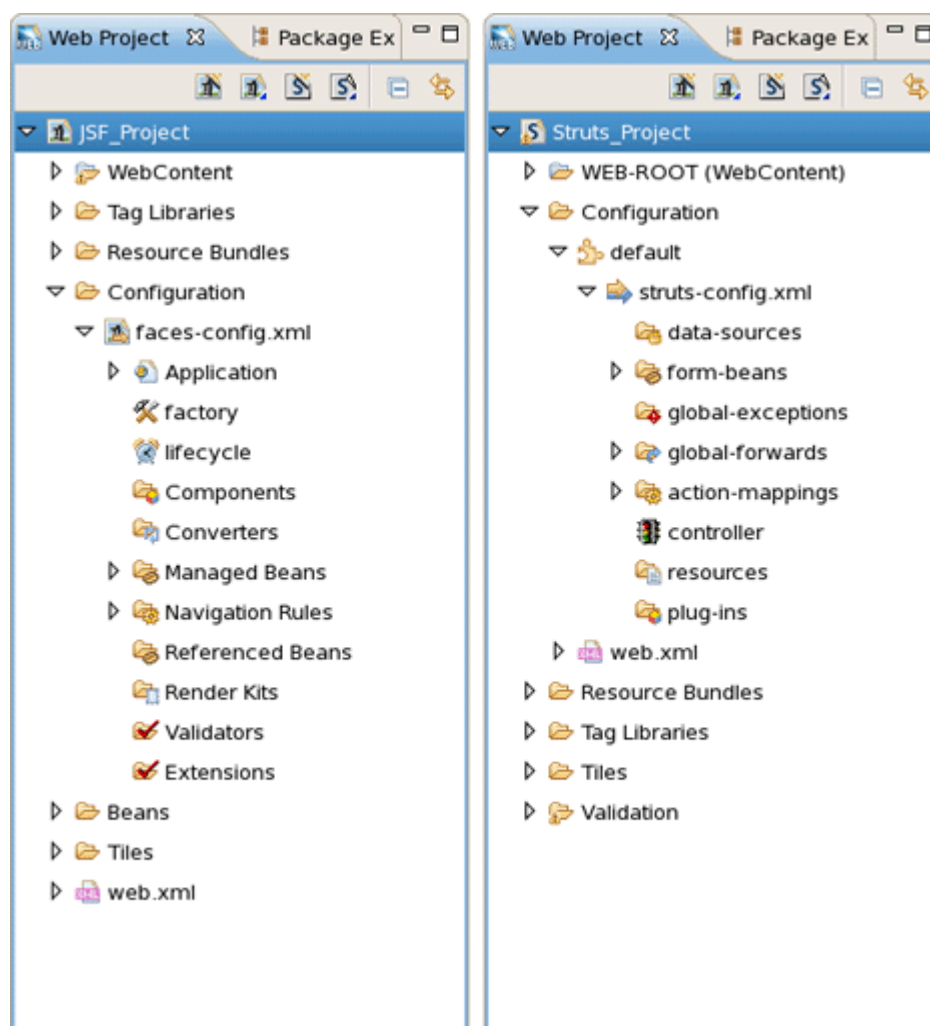 Web Project
Package Ex
JSF_Project
WebContent
Tag Libraries
Resource Bundles
Configuration
faces-config.xml
Application
factory
lifecycle
Components
Converters
Managed Beans
Navigation Rules
Referenced Beans
Render Kits
Validators
Extensions
Beans
Tiles
web.xml
Web Project
Package Ex
Struts_Project
WEB-ROOT (WebContent)
Configuration
default
struts-config.xml
data-sources
form-beans
global-exceptions
global-forwards
action-mappings
controller
resources
plug-ins
web.xml
Resource Bundles
Tag Libraries
Tiles
Validation